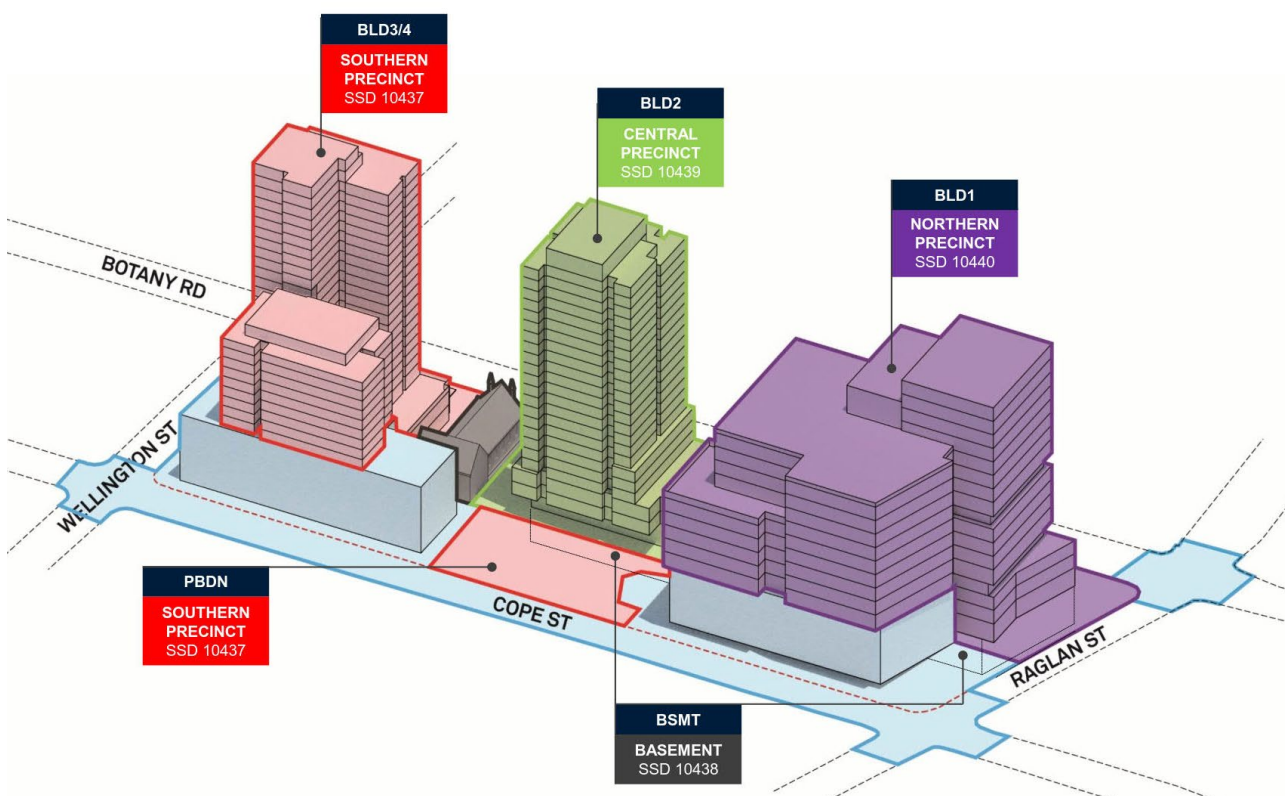 BLD3/4
SOUTHERN
PRECINCT
SSD 10437
BLD2
CENTRAL
PRECINCT
SSD 10439
BLD1
NORTHERN
PRECINCT
SSD 10440
BOTANY RD
WELLINGTON ST
PBDN
SOUTHERN
PRECINCT
SSD 10437
COPE ST
RAGLAN ST
BSMT
BASEMENT
SSD 10438